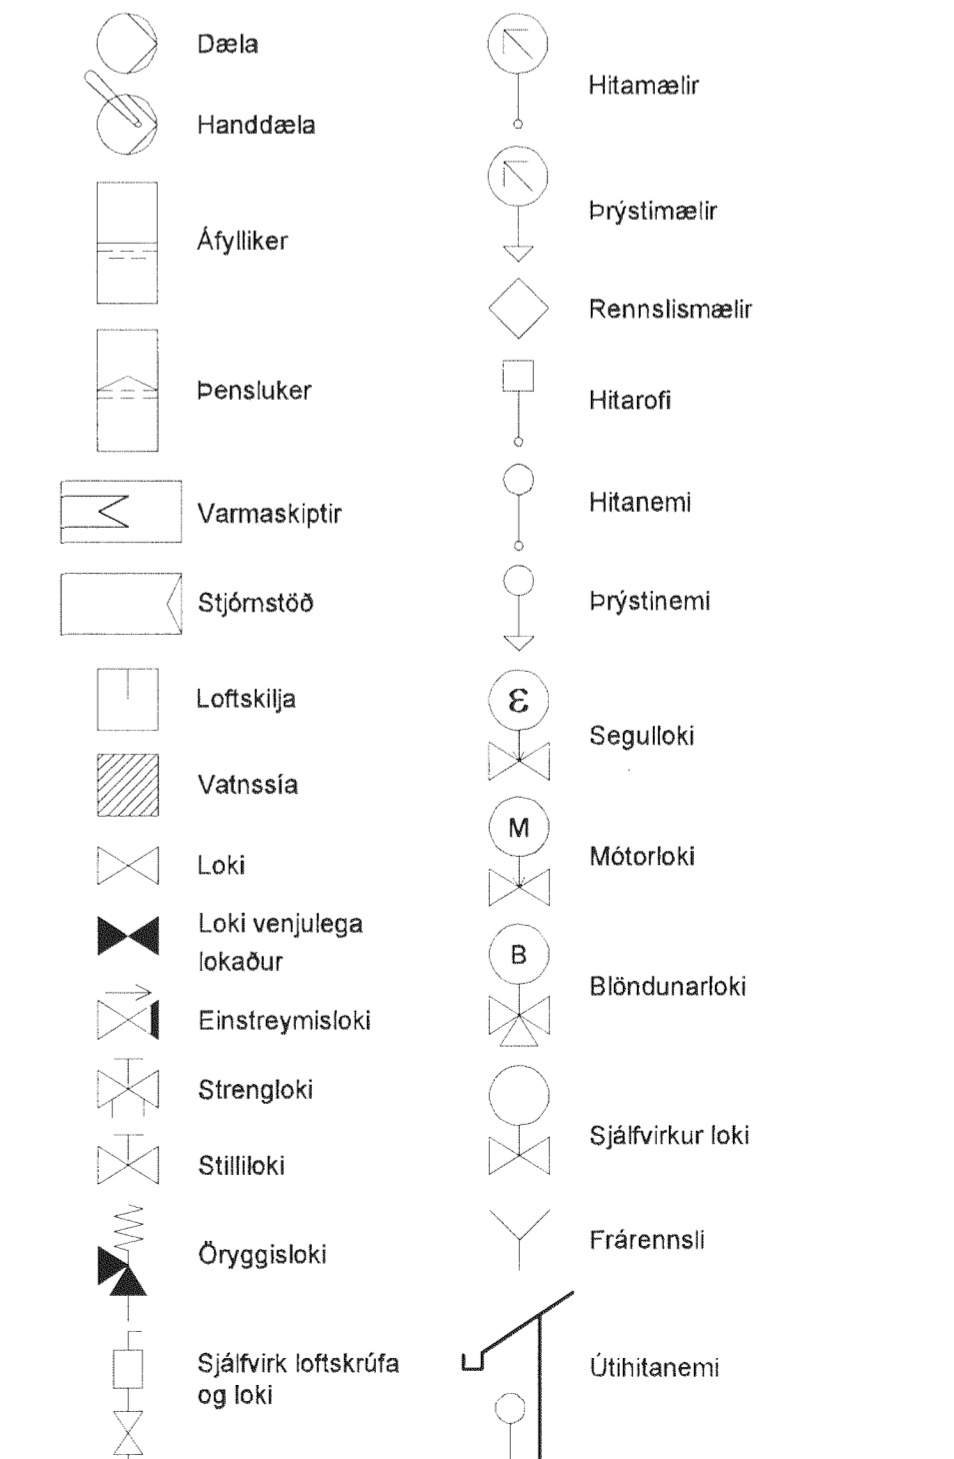 Dæla
Handdæla
Áfylliker
Þensluker
Varmaskiptir
Stjórnstöð
Loftskilja
Vatnssía
Loki
Loki venjulega
lokaður
Einstreymisloki
Strengloki
Stilliloki
Öryggisloki
Sjálfvirk loftskrúfa
og loki
Hitamælir
Þrýstimælir
Rennslismælir
Hitarofi
Hitanemi
Þrýstinemi
ε
Segulloki
M
Mótorloki
B
Blöndunarloki
Sjálfvirkur loki
Frárennsli
Útihitanemi